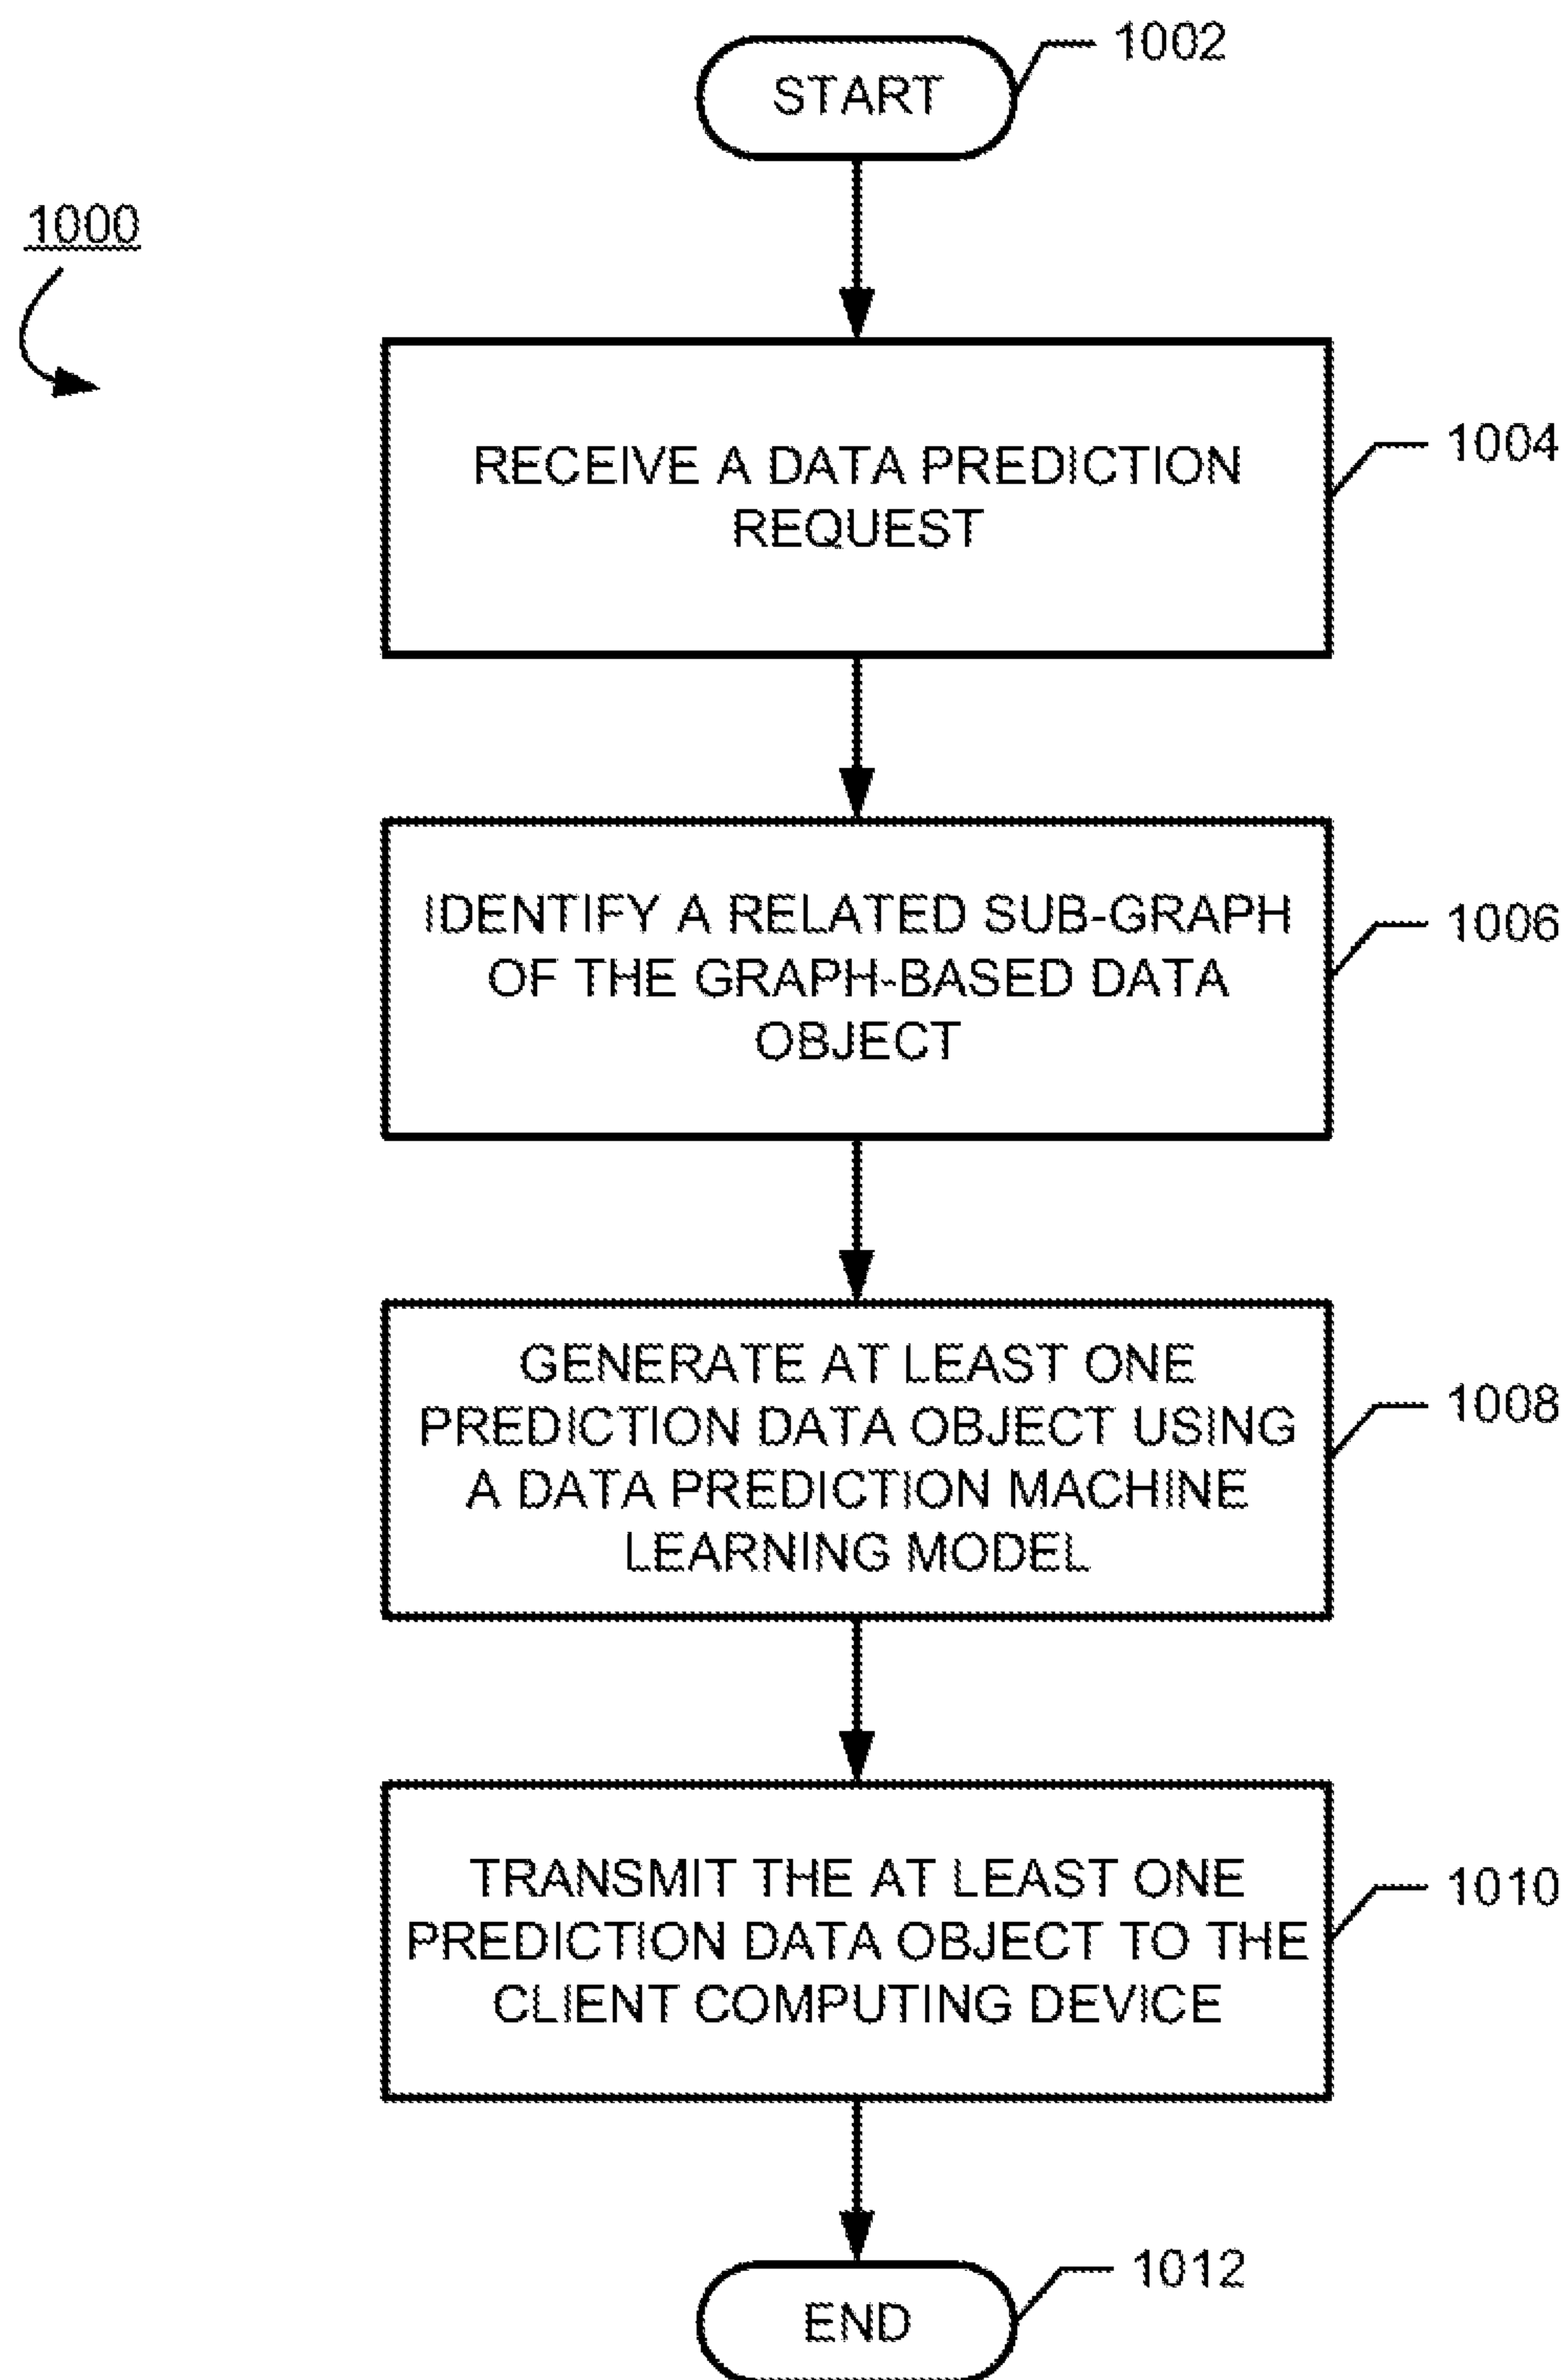 1002
START
1000
RECEIVE A DATA PREDICTION
REQUEST
1004
IDENTIFY A RELATED SUB-GRAPH
OF THE GRAPH-BASED DATA
OBJECT
1006
GENERATE AT LEAST ONE
PREDICTION DATA OBJECT USING
A DATA PREDICTION MACHINE
LEARNING MODEL
1008
TRANSMIT THE AT LEAST ONE
PREDICTION DATA OBJECT TO THE
CLIENT COMPUTING DEVICE
1010
1012
END